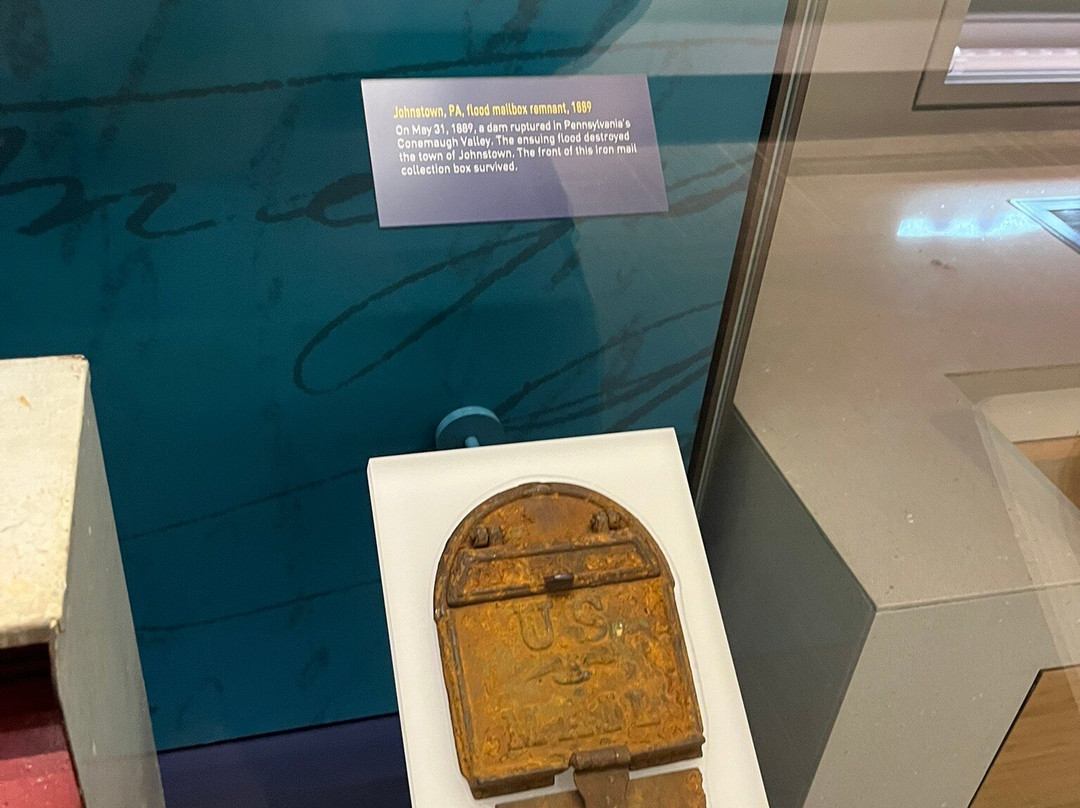 Johnstown, PA, flood mailbox remnant, 1889
On May 31, 1889, a dam ruptured in Pennsylvania's
Conemaugh Valley. The ensuing flood destroyed
the town of Johnstown. The front of this iron mail
collection box survived.
US
MAIL